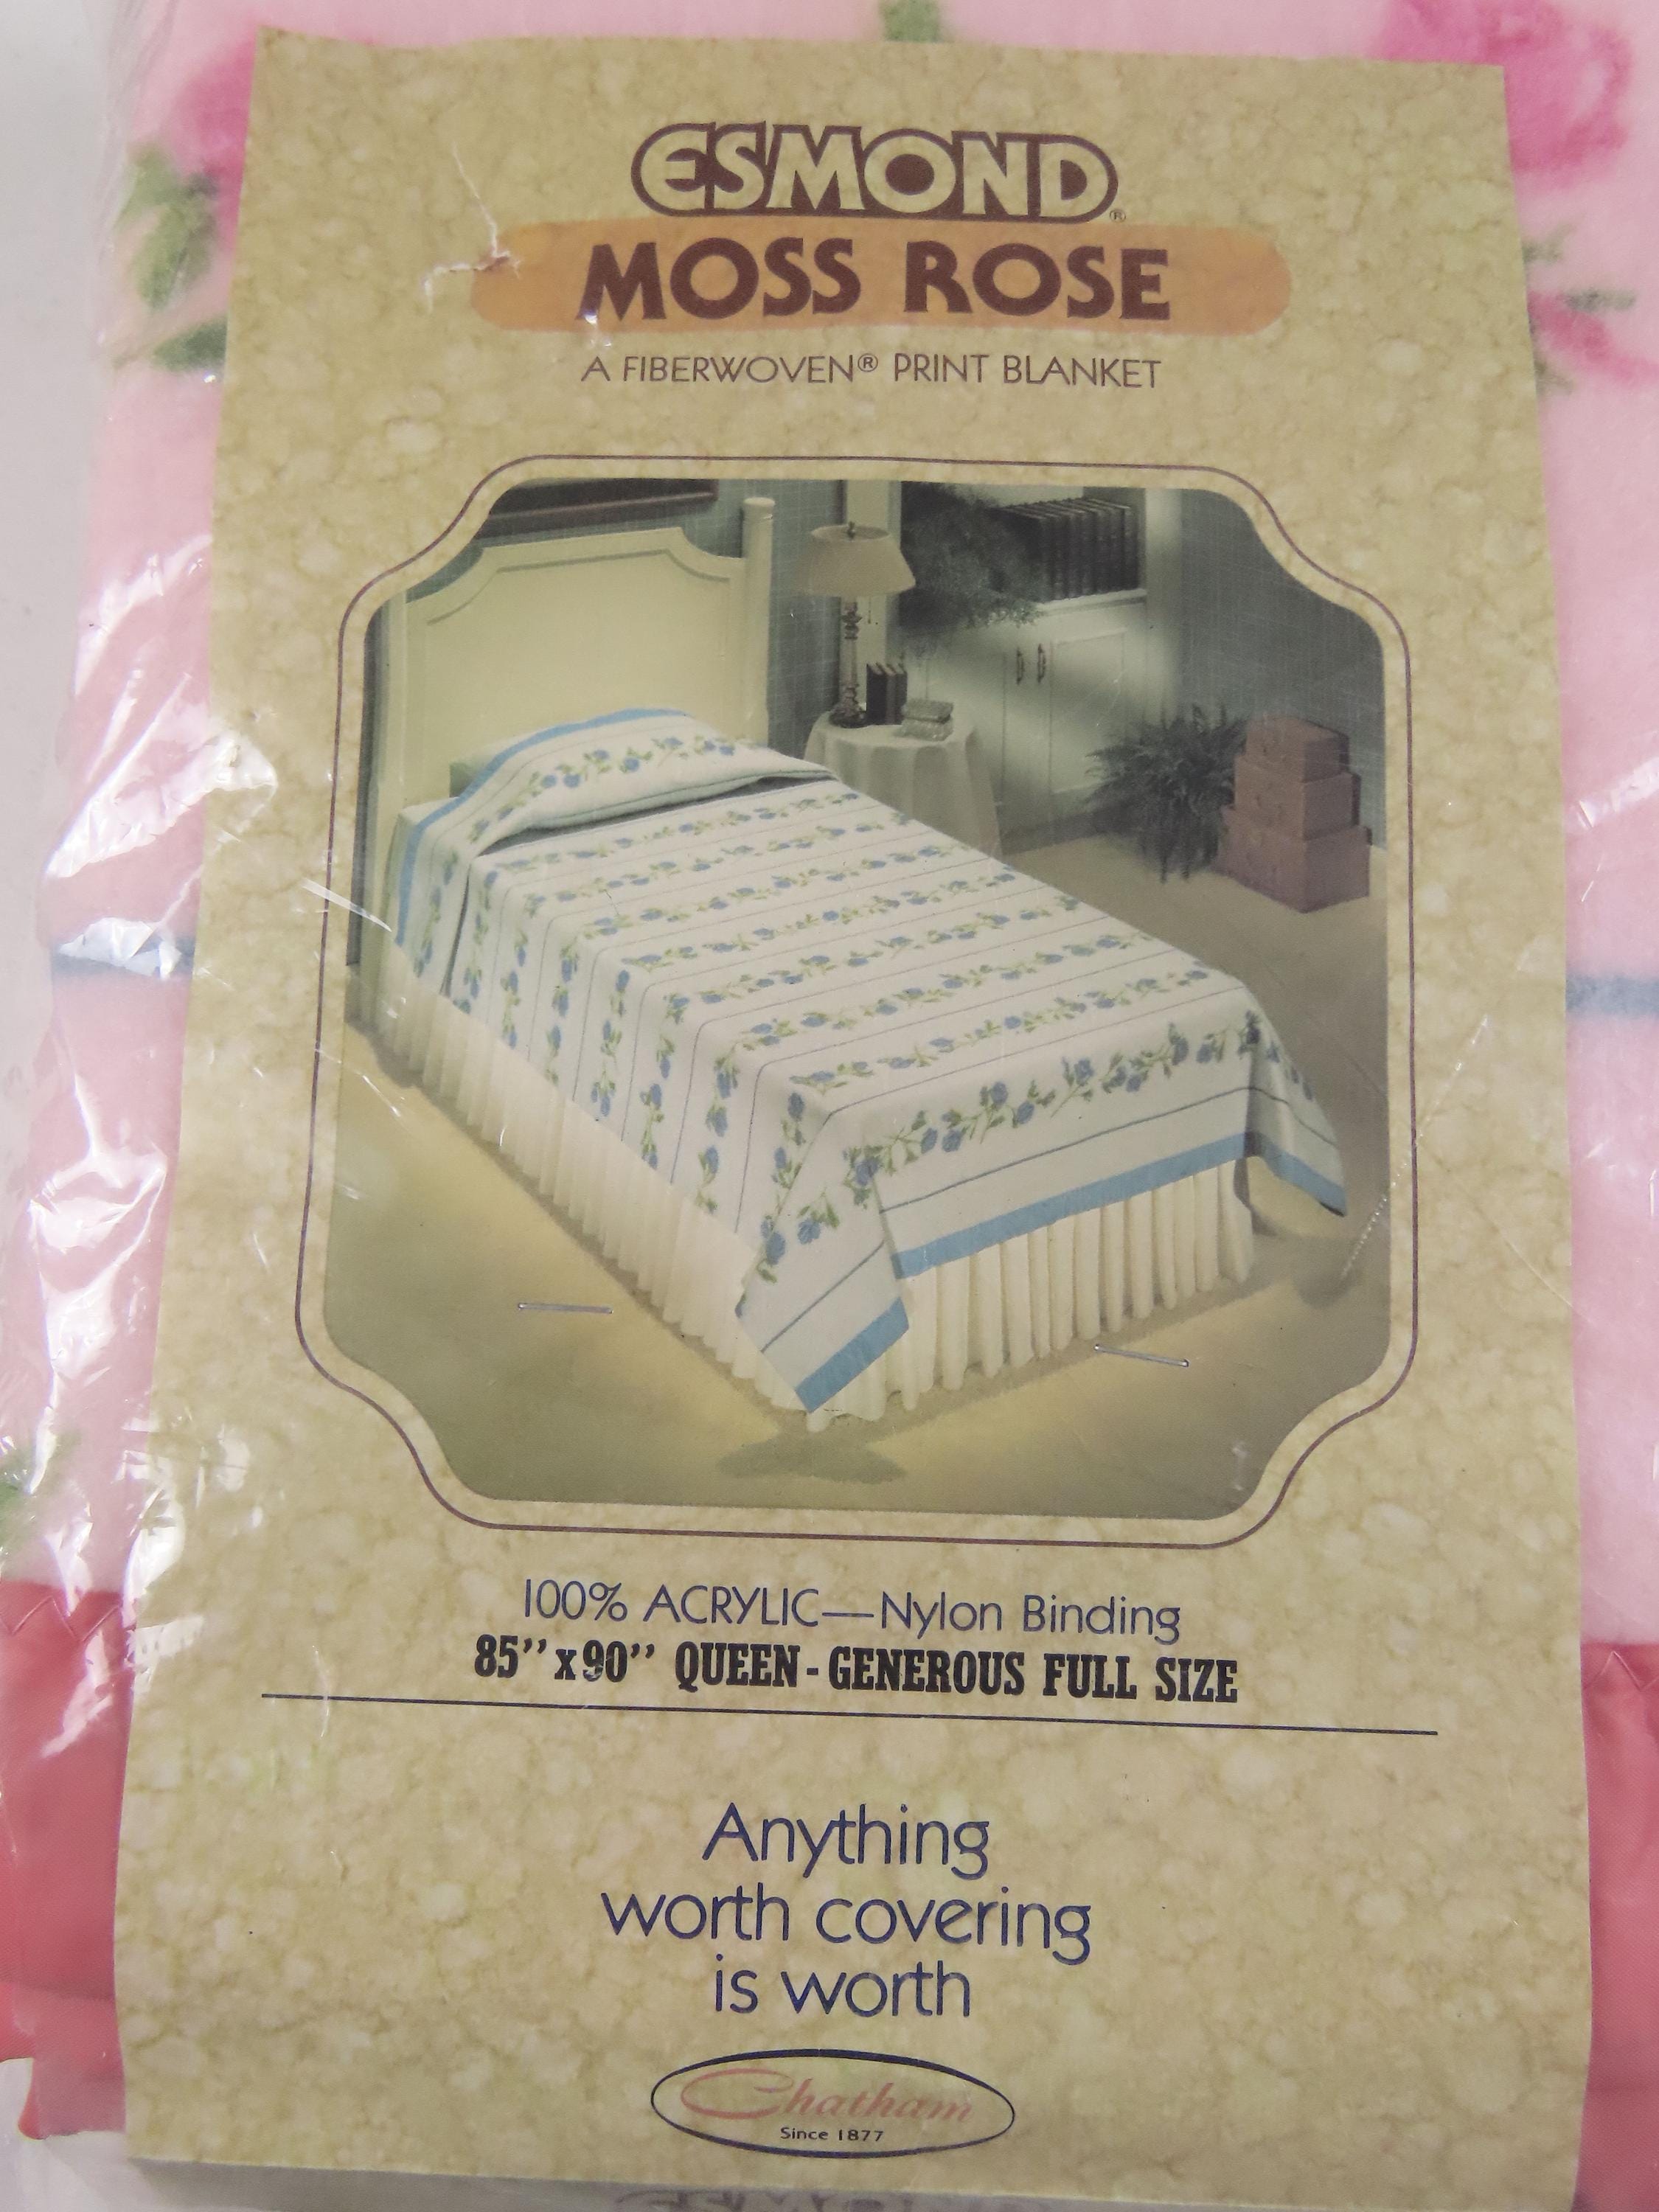 ESMOND®
MOSS ROSE
A FIBERWOVEN® PRINT BLANKET
100% ACRYLIC—Nylon Binding
85"x90" QUEEN-GENEROUS FULL SIZE
Anything
worth covering
is worth
Chatham
Since 1877
ESMOND